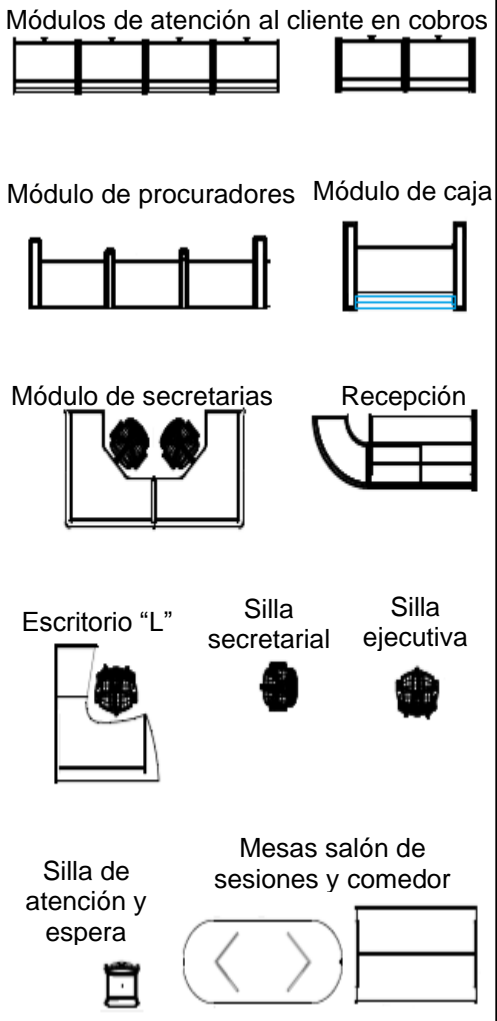 Módulos de atención al cliente en cobros
Módulo de procuradores
Módulo de caja
Módulo de secretarias
Recepción
Escritorio “L”
Silla
secretarial
Silla
ejecutiva
Silla de
atención y
espera
Mesas salón de
sesiones y comedor